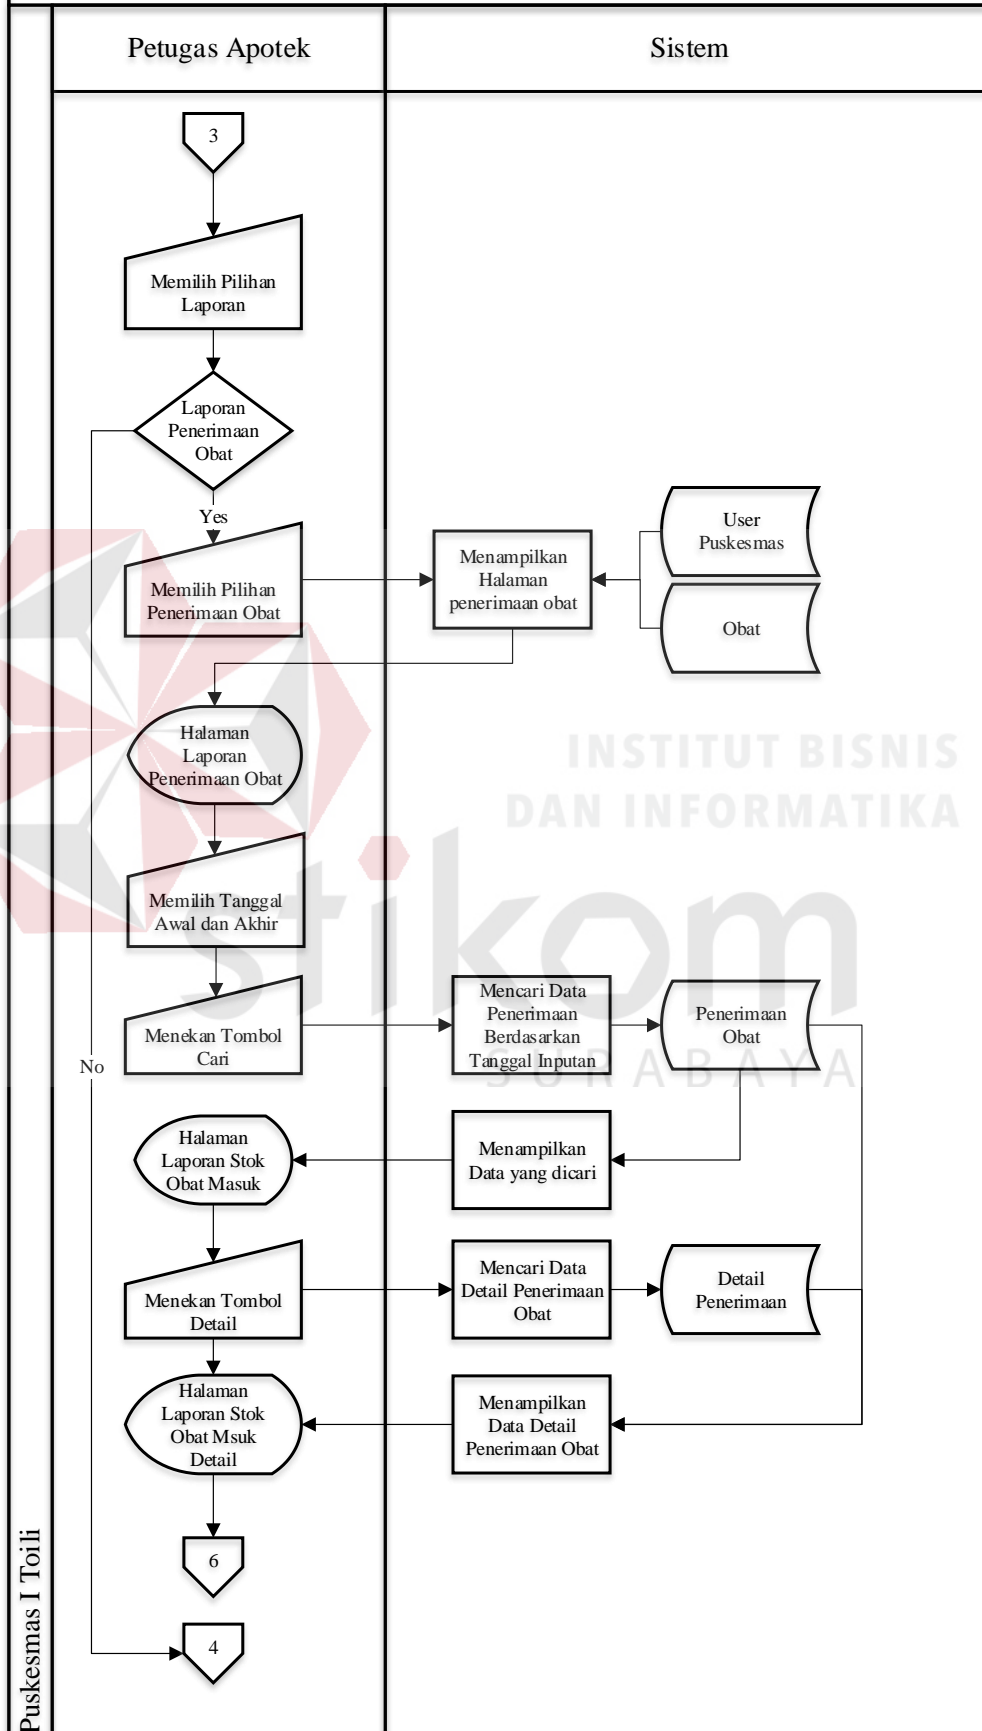 Petugas Apotek
Sistem
3
Memilih Pilihan
Laporan
Laporan
Penerimaan
Obat
Yes
Memilih Pilihan
Penerimaan Obat
Menampilkan
Halaman
penerimaan obat
User
Puskesmas
Obat
Halaman
Laporan
Penerimaan Obat
INSTITUT BISNIS
DAN INFORMATIKA
stikom
SURABAYA
Memilih Tanggal
Awal dan Akhir
Menekan Tombol
Cari
Mencari Data
Penerimaan
Berdasarkan
Tanggal Inputan
Penerimaan
Obat
No
Halaman
Laporan Stok
Obat Masuk
Menampilkan
Data yang dicari
Menekan Tombol
Detail
Mencari Data
Detail Penerimaan
Obat
Detail
Penerimaan
Halaman
Laporan Stok
Obat Msuk
Detail
Menampilkan
Data Detail
Penerimaan Obat
6
4
Puskesmas I Toili